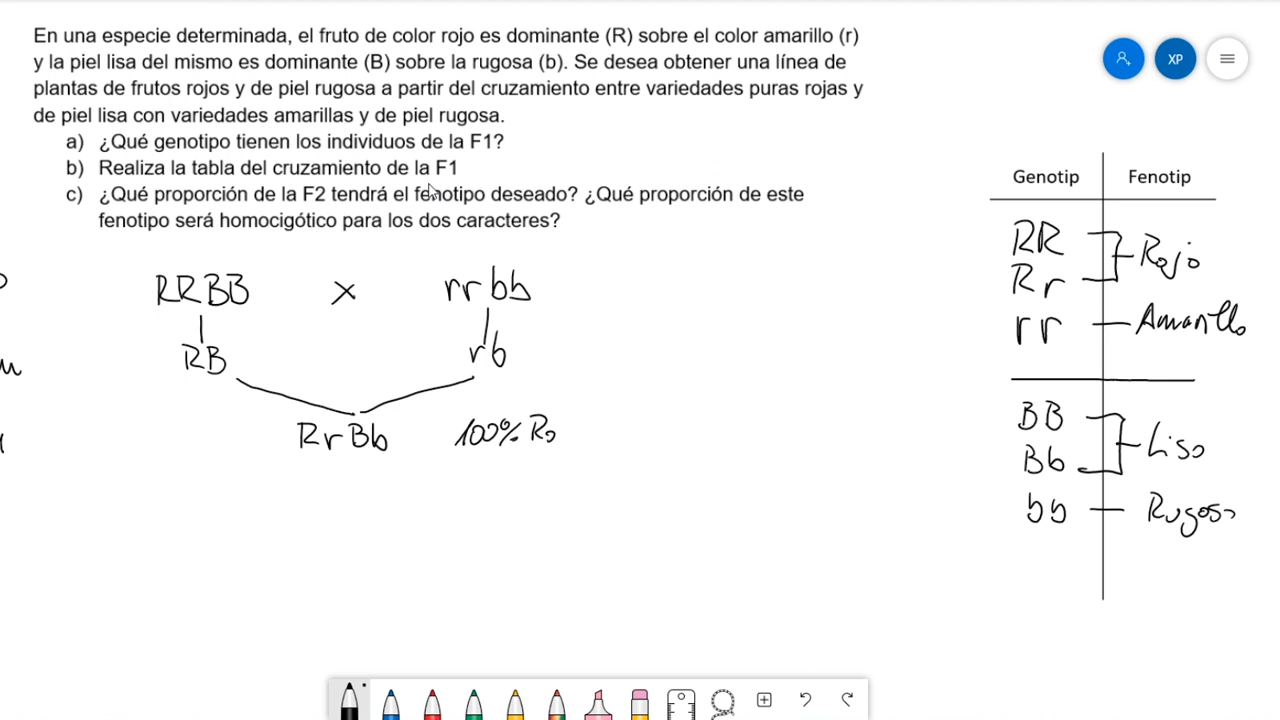 En una especie determinada, el fruto de color rojo es dominante (R) sobre el color amarillo (r)
y la piel lisa del mismo es dominante (B) sobre la rugosa (b). Se desea obtener una línea de
plantas de frutos rojos y de piel rugosa a partir del cruzamiento entre variedades puras rojas y
de piel lisa con variedades amarillas y de piel rugosa.
a) ¿Qué genotipo tienen los individuos de la F1?
b) Realiza la tabla del cruzamiento de la F1
c) ¿Qué proporción de la F2 tendrá el fenotipo deseado? ¿Qué proporción de este
fenotipo será homocigótico para los dos caracteres?
XP
RRBB x rrbb
RB rb
RrBb 100% Ro
Genotip Fenotip
RR
Rr
Rojo
rr Amarillo
BB
Bb
Liso
bb Rugoso